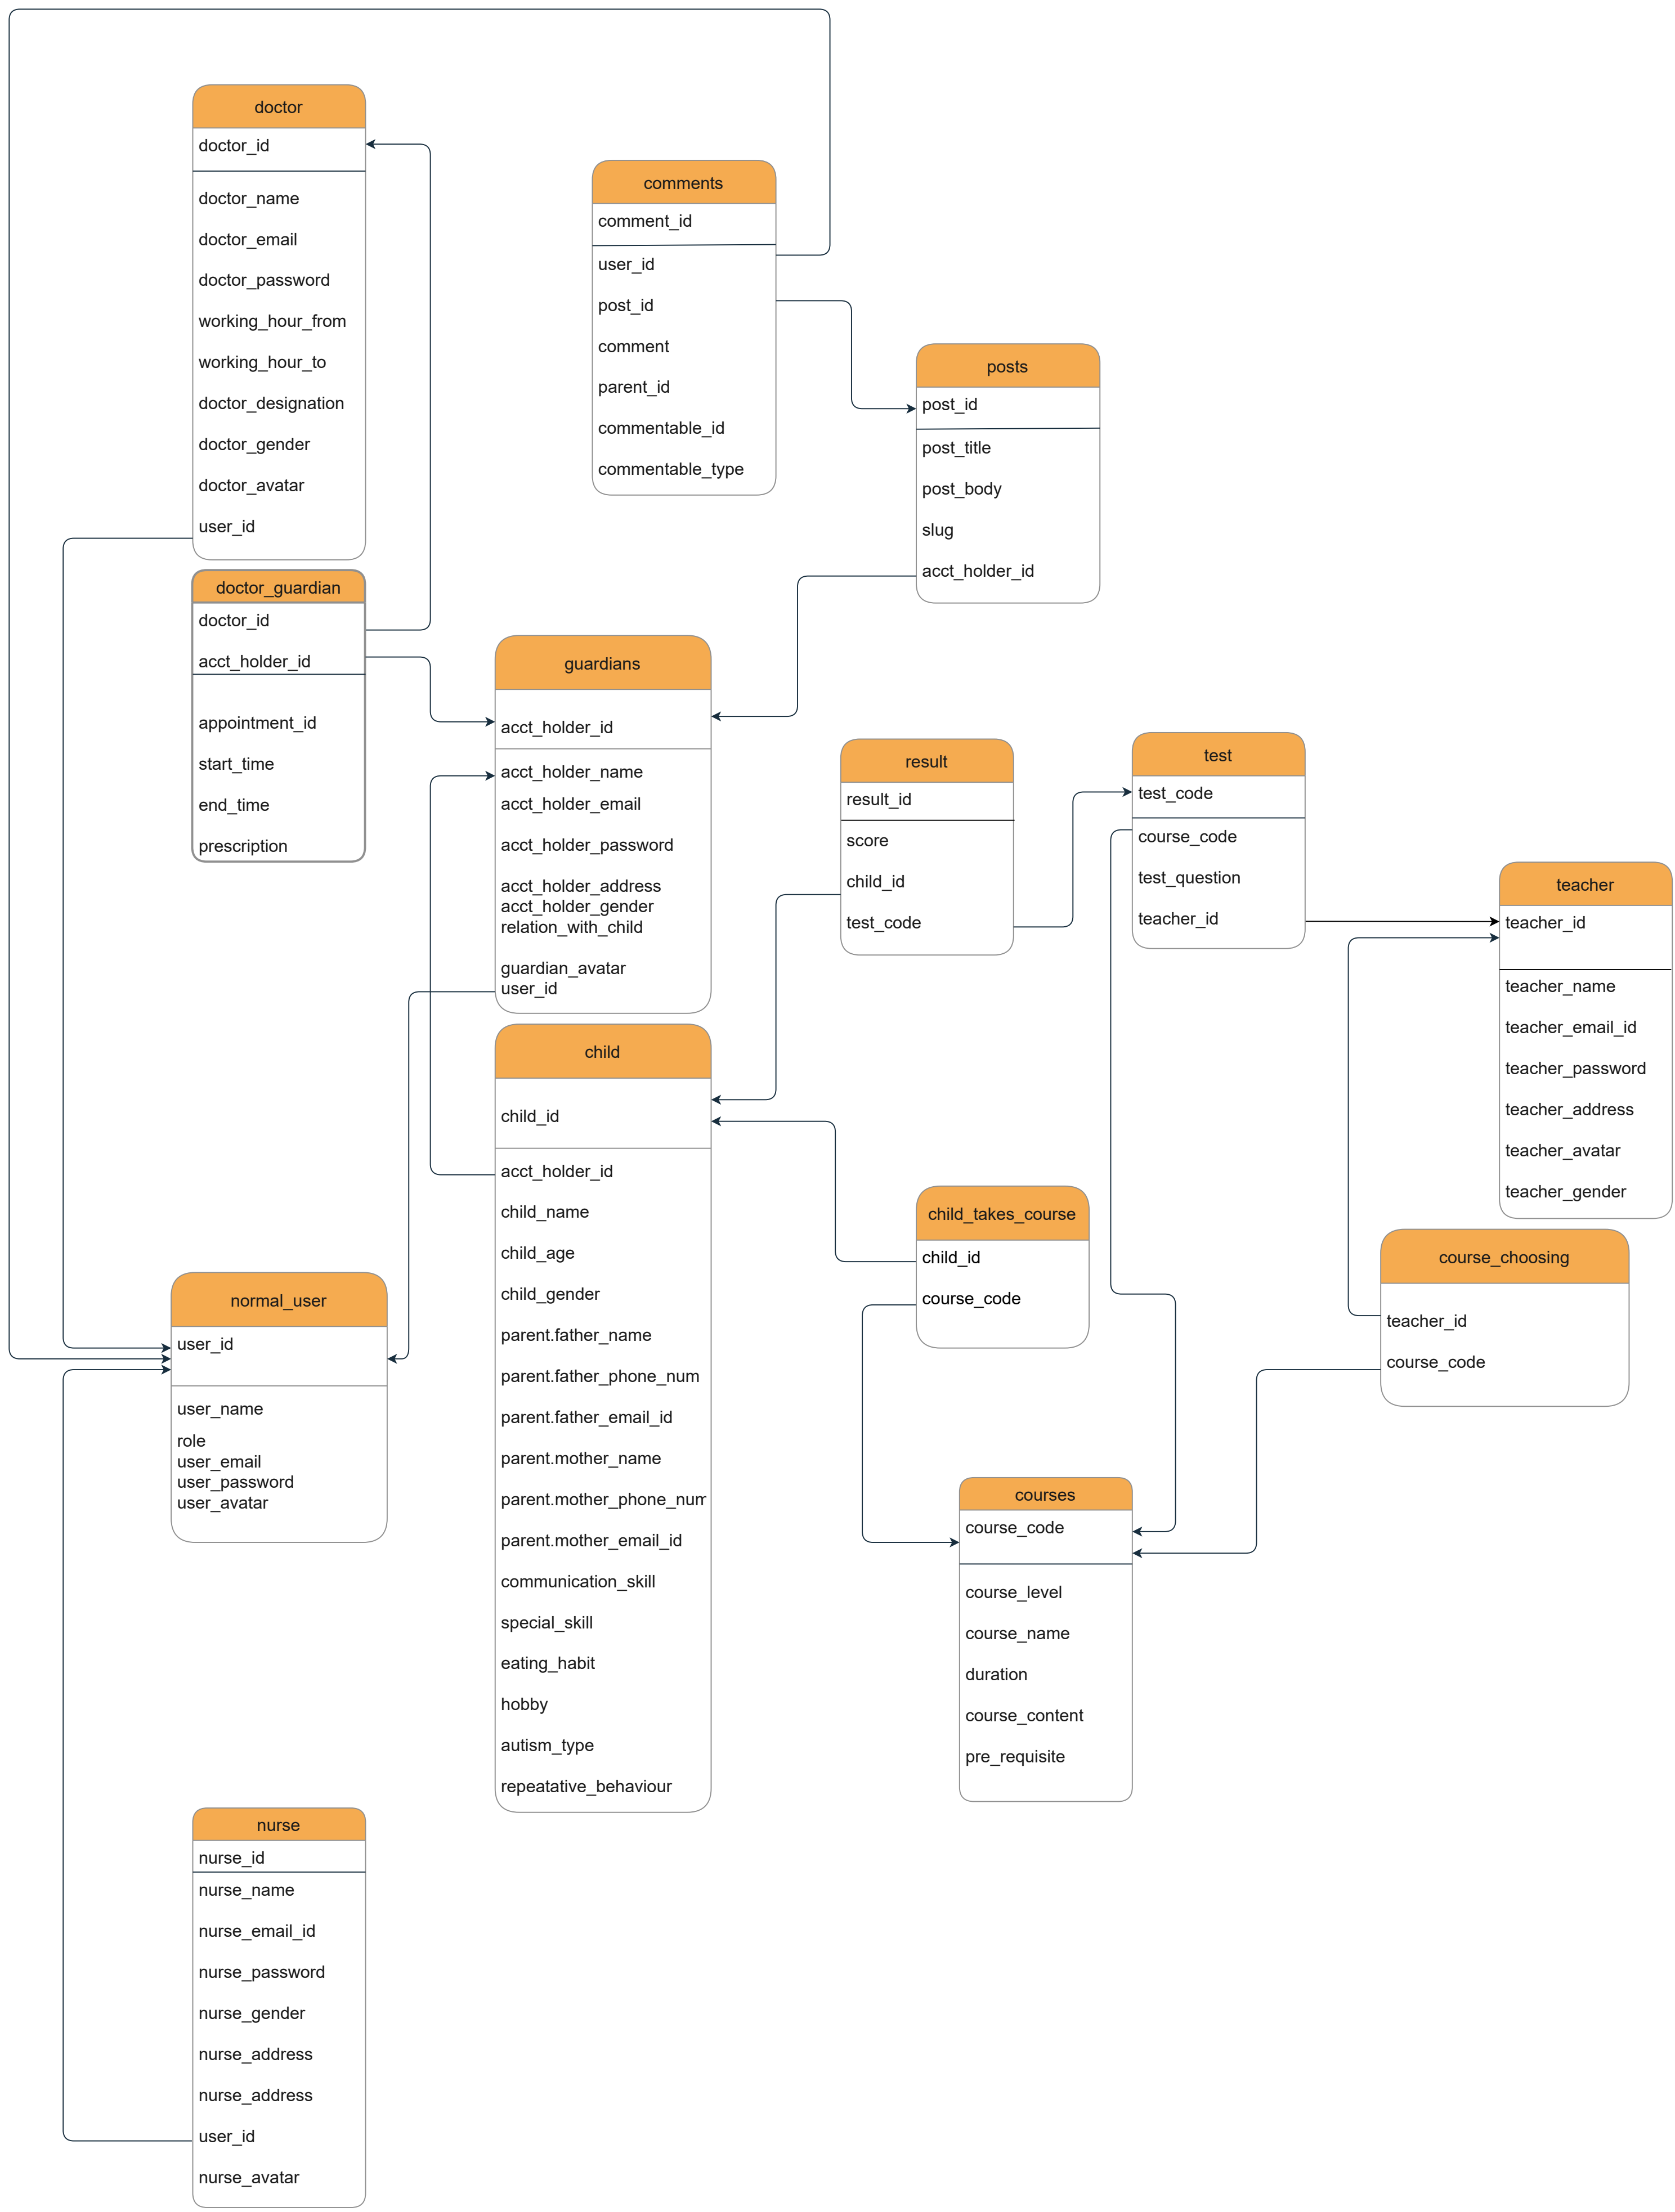 doctor
doctor_id
doctor_name
doctor_email
doctor_password
working_hour_from
working_hour_to
doctor_designation
doctor_gender
doctor_avatar
user_id
doctor_guardian
doctor_id
acct_holder_id
appointment_id
start_time
end_time
prescription
comments
comment_id
user_id
post_id
comment
parent_id
commentable_id
commentable_type
posts
post_id
post_title
post_body
slug
acct_holder_id
guardians
acct_holder_id
acct_holder_name
acct_holder_email
acct_holder_password
acct_holder_address
acct_holder_gender
relation_with_child
guardian_avatar
user_id
result
result_id
score
child_id
test_code
test
test_code
course_code
test_question
teacher_id
teacher
teacher_id
teacher_name
teacher_email_id
teacher_password
teacher_address
teacher_avatar
teacher_gender
child
child_id
acct_holder_id
child_name
child_age
child_gender
parent.father_name
parent.father_phone_num
parent.father_email_id
parent.mother_name
parent.mother_phone_num
parent.mother_email_id
communication_skill
special_skill
eating_habit
hobby
autism_type
repeatative_behaviour
child_takes_course
child_id
course_code
course_choosing
teacher_id
course_code
normal_user
user_id
user_name
role
user_email
user_password
user_avatar
courses
course_code
course_level
course_name
duration
course_content
pre_requisite
nurse
nurse_id
nurse_name
nurse_email_id
nurse_password
nurse_gender
nurse_address
nurse_address
user_id
nurse_avatar